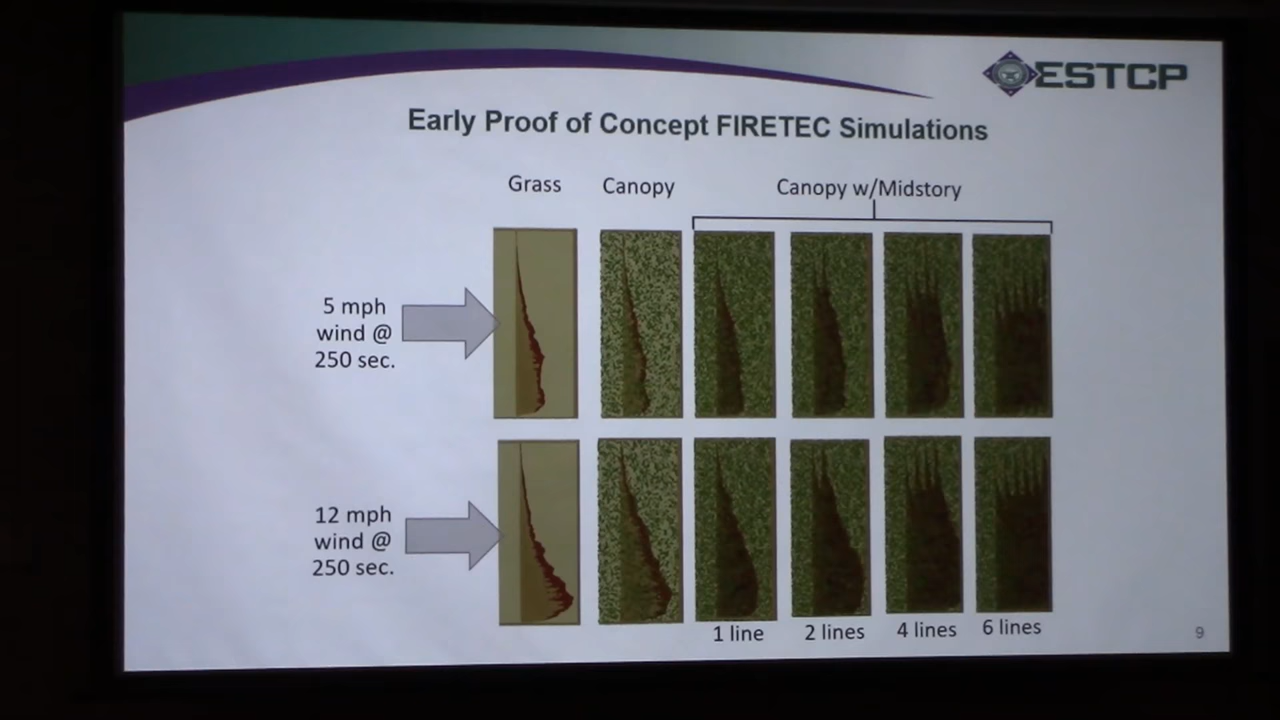 ESTCP
Early Proof of Concept FIRETEC Simulations
Grass
Canopy
Canopy w/Midstory
5 mph
wind @
250 sec.
12 mph
wind @
250 sec.
1 line
2 lines
4 lines
6 lines
9